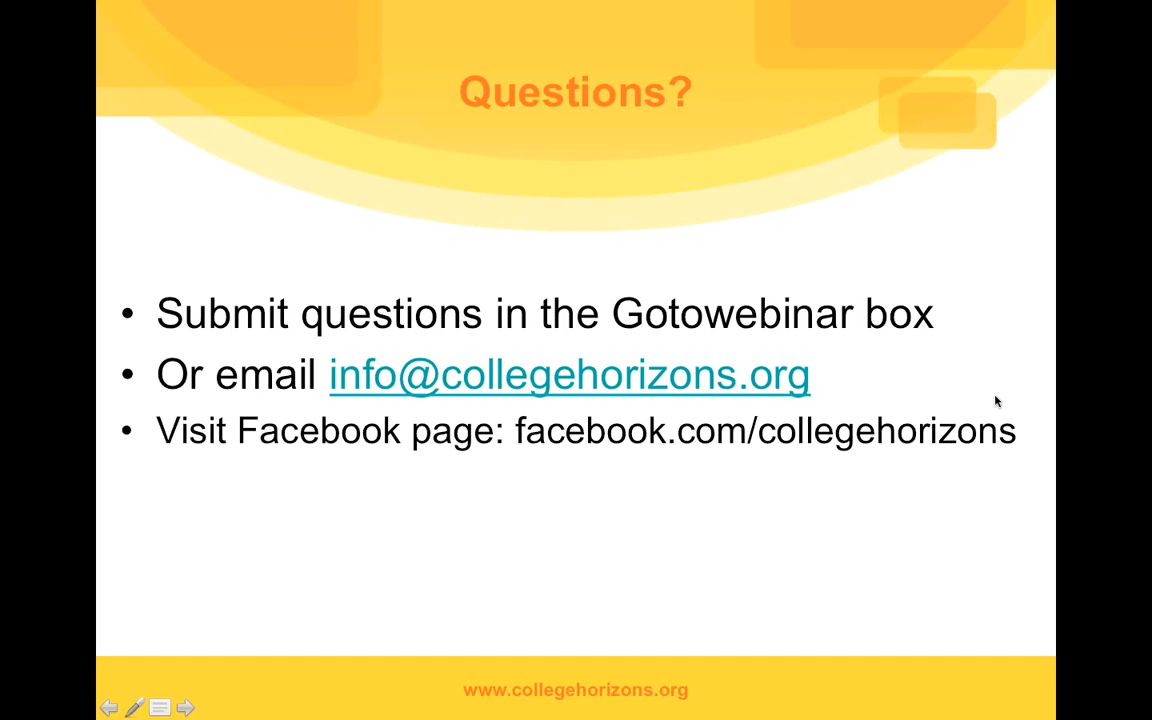 Questions?
• Submit questions in the Gotowebinar box
• Or email info@collegehorizons.org
• Visit Facebook page: facebook.com/collegehorizons
www.collegehorizons.org